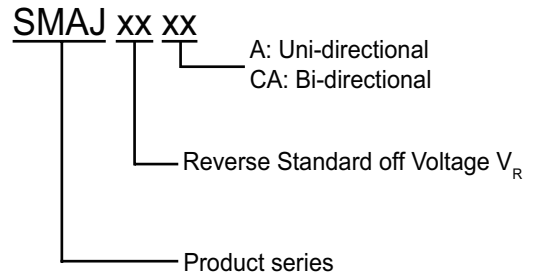 SMAJ xx xx
A: Uni-directional
CA: Bi-directional
Reverse Standard off Voltage VR
Product series